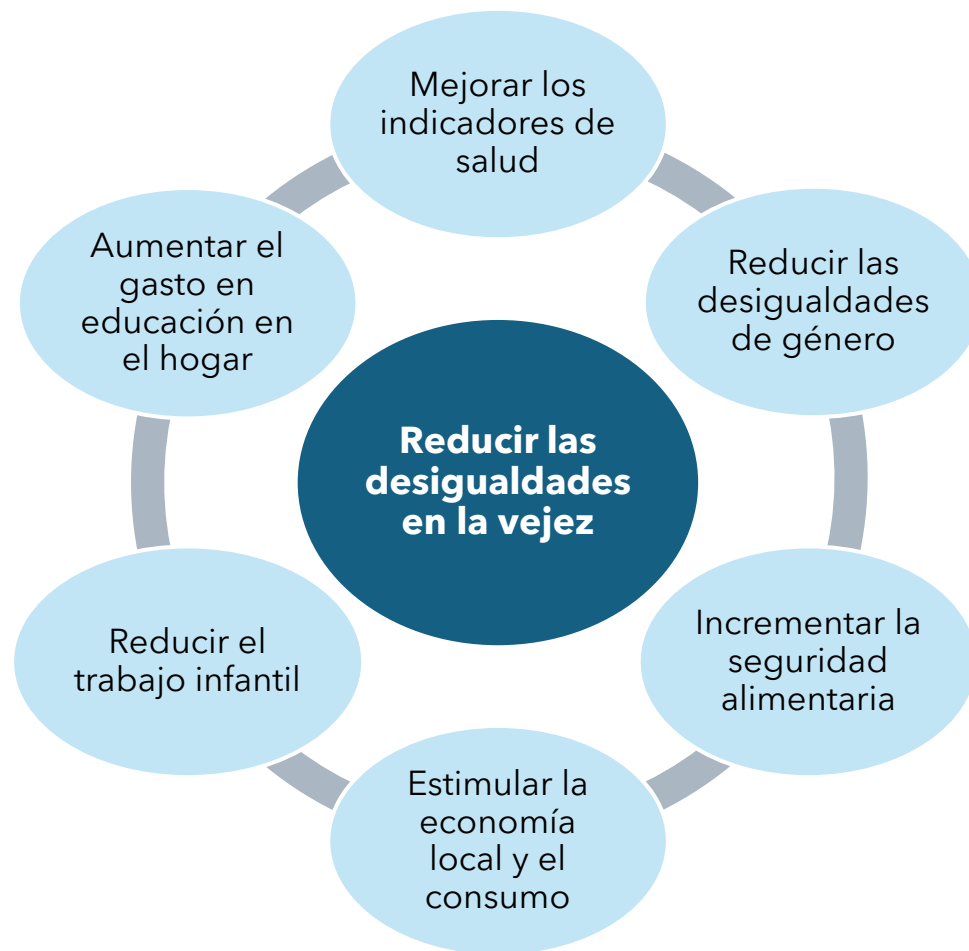 Mejorar los
indicadores de
salud
Reducir las
desigualdades
de género
Incrementar la
seguridad
alimentaria
Estimular la
economía
local y el
consumo
Reducir el
trabajo infantil
Aumentar el
gasto en
educación en
el hogar
Reducir las
desigualdades
en la vejez